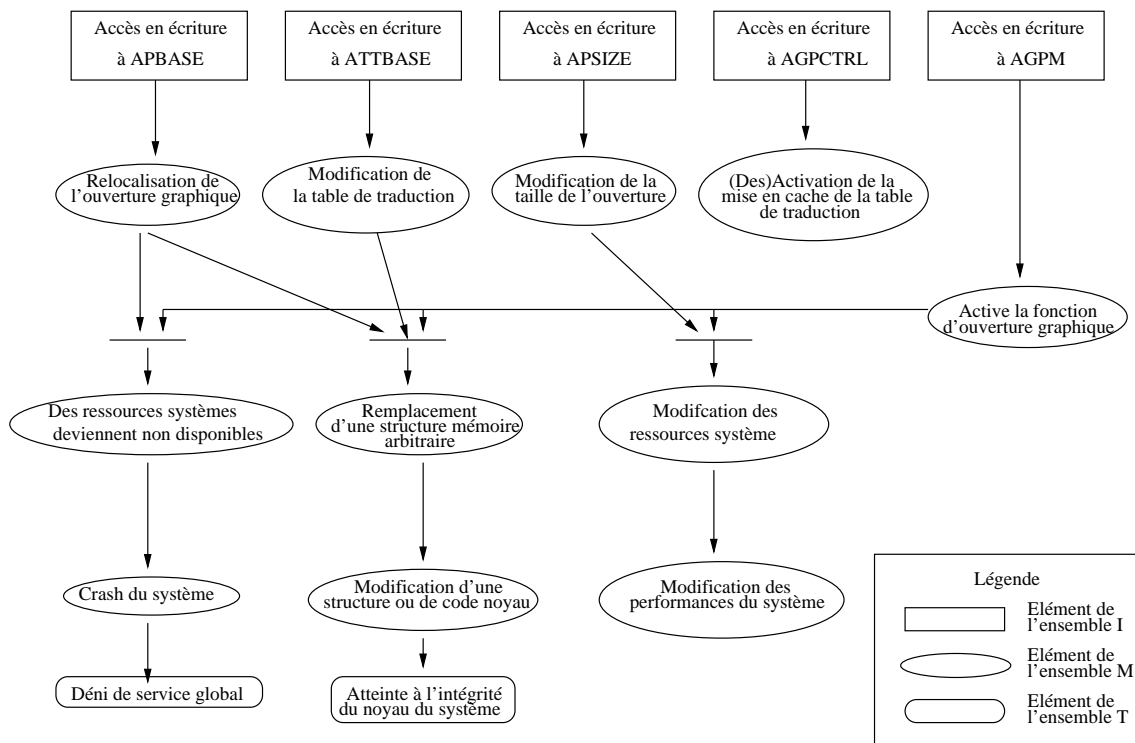 Accès en écriture
à APBASE
Accès en écriture
à ATTBASE
Accès en écriture
à APSIZE
Accès en écriture
à AGPCTRL
Accès en écriture
à AGPM
Relocalisation de
l'ouverture graphique
Modification de
la table de traduction
Modification de la
taille de l'ouverture
(Des)Activation de la
mise en cache de la table
de traduction
Active la fonction
d'ouverture graphique
Des ressources systèmes
deviennent non disponibles
Remplacement
d'une structure mémoire
arbitraire
Modifcation des
ressources système
Crash du système
Modification d'une
structure ou de code noyau
Modification des
performances du système
Déni de service global
Atteinte à l'intégrité
du noyau du système
Légende
Elément de
l'ensemble I
Elément de
l'ensemble M
Elément de
l'ensemble T